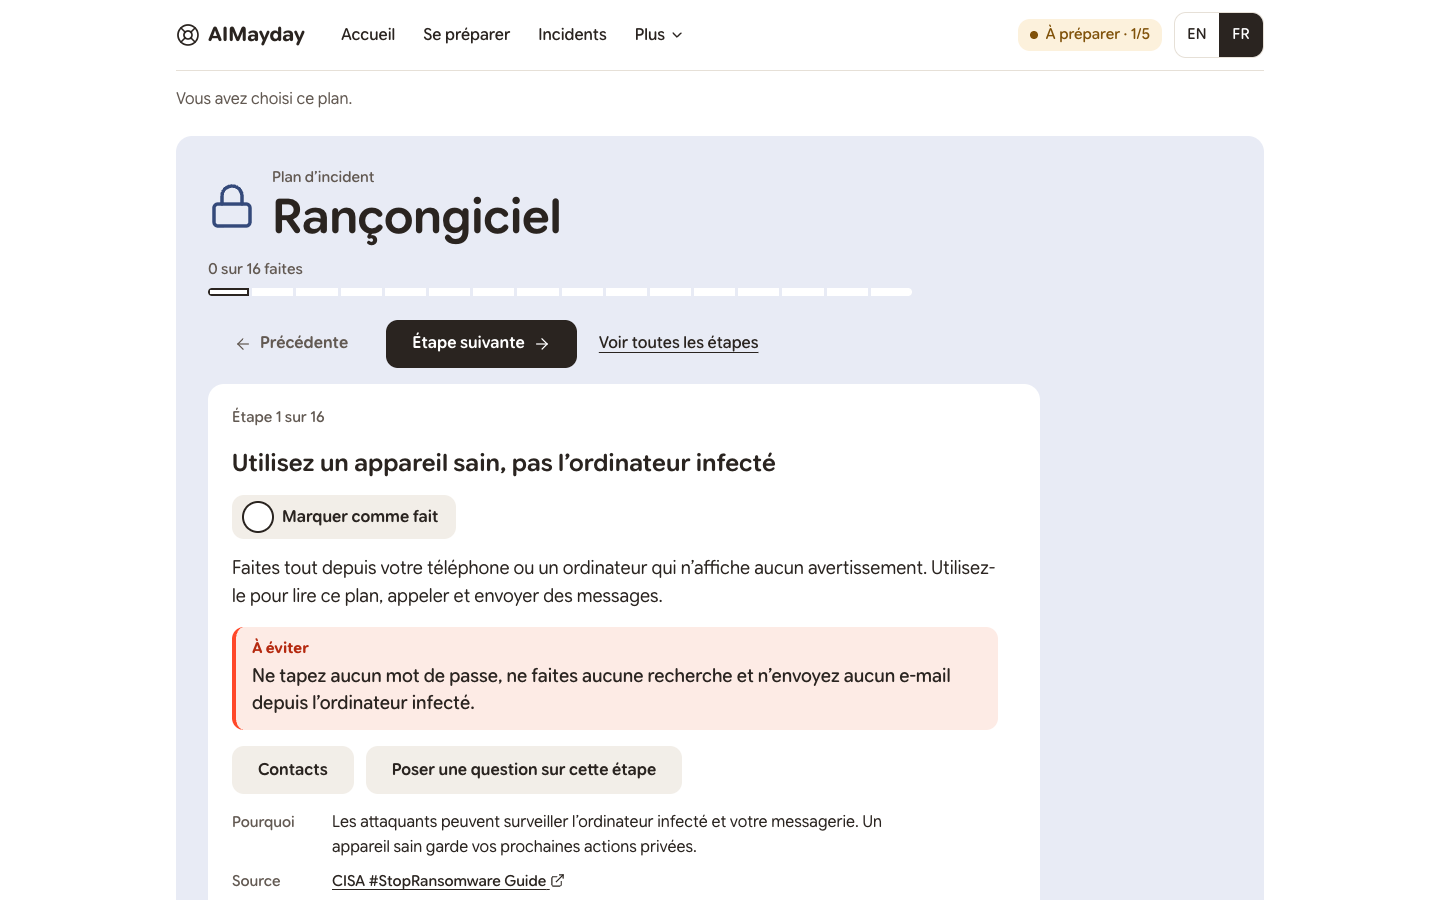 AIMayday
Accueil
Se préparer
Incidents
Plus
À préparer · 1/5
EN
FR
Vous avez choisi ce plan.
Plan d’incident
Rançongiciel
0 sur 16 faites
Précédente
Étape suivante
Voir toutes les étapes
Étape 1 sur 16
Utilisez un appareil sain, pas l’ordinateur infecté
Marquer comme fait
Faites tout depuis votre téléphone ou un ordinateur qui n’affiche aucun avertissement. Utilisez-
le pour lire ce plan, appeler et envoyer des messages.
À éviter
Ne tapez aucun mot de passe, ne faites aucune recherche et n’envoyez aucun e-mail
depuis l’ordinateur infecté.
Contacts
Poser une question sur cette étape
Pourquoi
Les attaquants peuvent surveiller l’ordinateur infecté et votre messagerie. Un
appareil sain garde vos prochaines actions privées.
Source
CISA #StopRansomware Guide